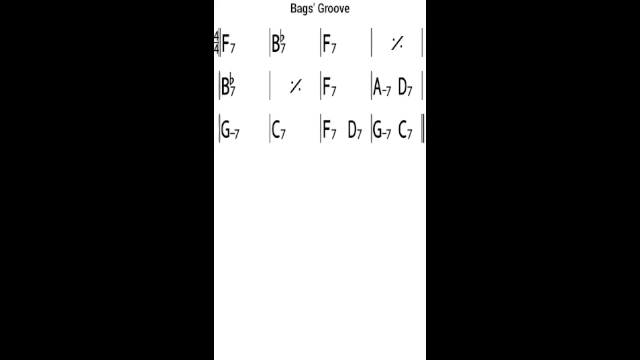 Bags' Groove
4/4 F7 B♭7 F7 𝄎
B♭7 𝄎 F7 A–7 D7
G–7 C7 F7 D7 G–7 C7